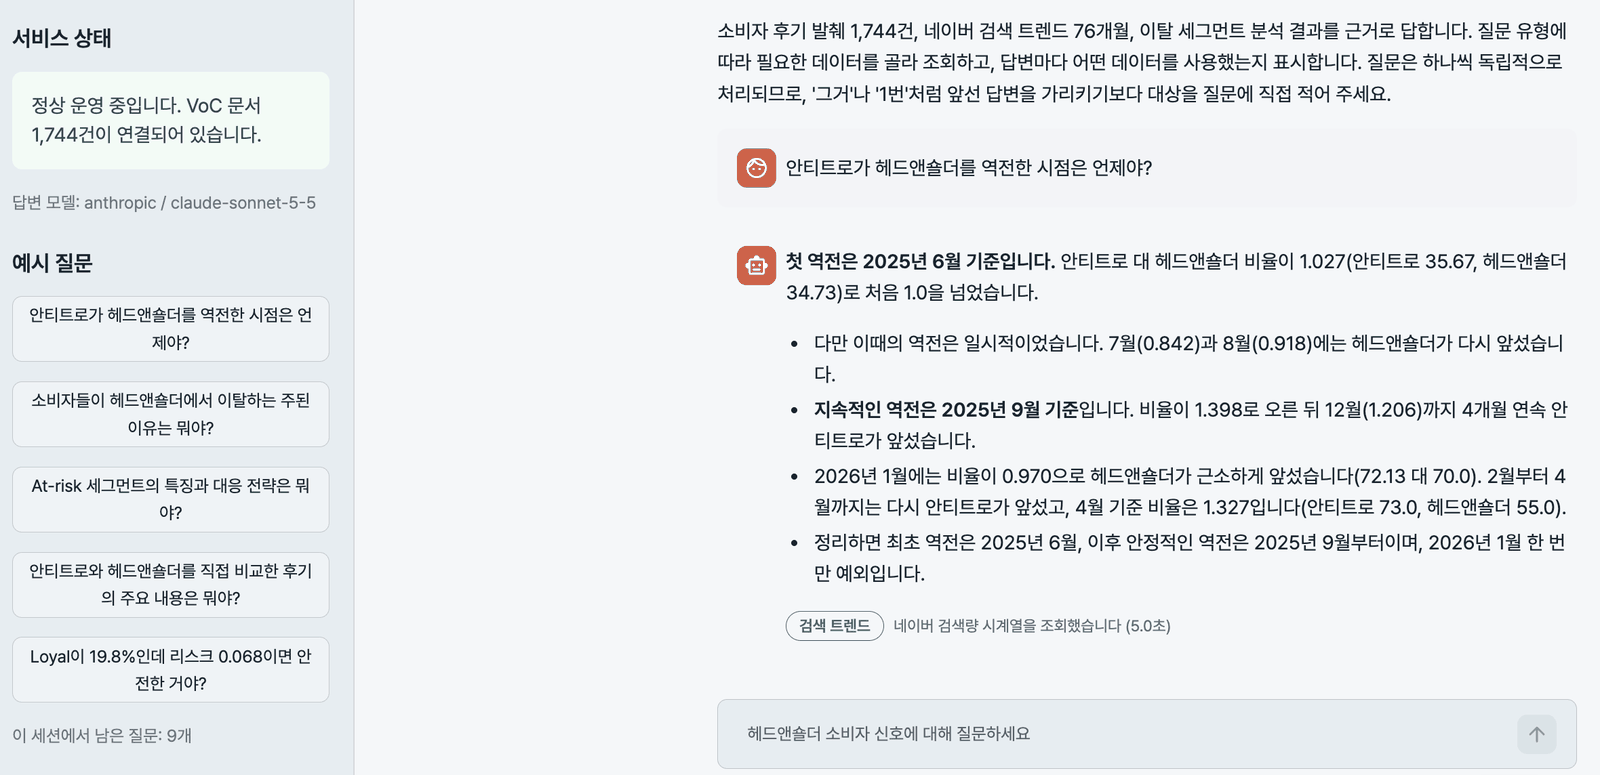 서비스 상태
정상 운영 중입니다. VoC 문서
1,744건이 연결되어 있습니다.
답변 모델: anthropic / claude-sonnet-5-5
예시 질문
안티트로가 헤드앤숄더를 역전한 시점은 언
제야?
소비자들이 헤드앤숄더에서 이탈하는 주된
이유는 뭐야?
At-risk 세그먼트의 특징과 대응 전략은 뭐
야?
안티트로와 헤드앤숄더를 직접 비교한 후기
의 주요 내용은 뭐야?
Loyal이 19.8%인데 리스크 0.068이면 안
전한 거야?
이 세션에서 남은 질문: 9개
소비자 후기 발췌 1,744건, 네이버 검색 트렌드 76개월, 이탈 세그먼트 분석 결과를 근거로 답합니다. 질문 유형에
따라 필요한 데이터를 골라 조회하고, 답변마다 어떤 데이터를 사용했는지 표시합니다. 질문은 하나씩 독립적으로
처리되므로, '그거'나 '1번'처럼 앞선 답변을 가리키기보다 대상을 질문에 직접 적어 주세요.
안티트로가 헤드앤숄더를 역전한 시점은 언제야?
첫 역전은 2025년 6월 기준입니다. 안티트로 대 헤드앤숄더 비율이 1.027(안티트로 35.67, 헤드앤숄더
34.73)로 처음 1.0을 넘었습니다.
• 다만 이때의 역전은 일시적이었습니다. 7월(0.842)과 8월(0.918)에는 헤드앤숄더가 다시 앞섰습니
다.
• 지속적인 역전은 2025년 9월 기준입니다. 비율이 1.398로 오른 뒤 12월(1.206)까지 4개월 연속 안
티트로가 앞섰습니다.
• 2026년 1월에는 비율이 0.970으로 헤드앤숄더가 근소하게 앞섰습니다(72.13 대 70.0). 2월부터 4
월까지는 다시 안티트로가 앞섰고, 4월 기준 비율은 1.327입니다(안티트로 73.0, 헤드앤숄더 55.0).
• 정리하면 최초 역전은 2025년 6월, 이후 안정적인 역전은 2025년 9월부터이며, 2026년 1월 한 번
만 예외입니다.
검색 트렌드 네이버 검색량 시계열을 조회했습니다 (5.0초)
헤드앤숄더 소비자 신호에 대해 질문하세요